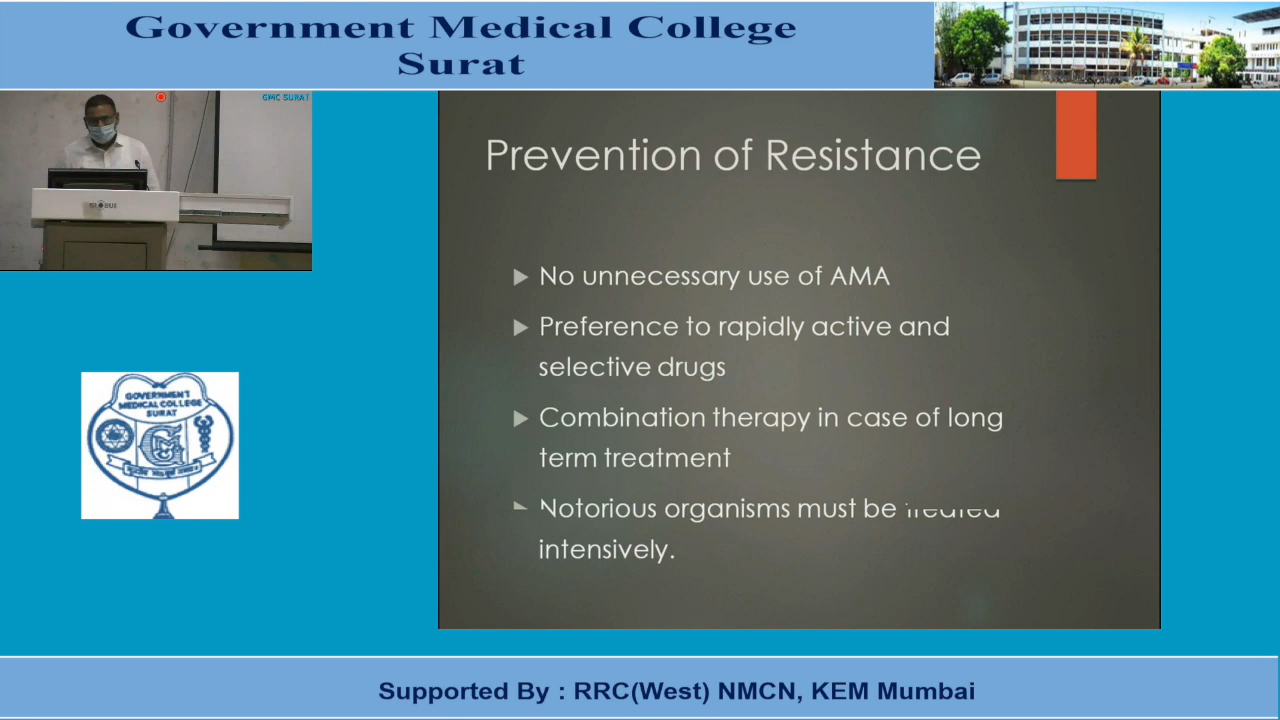 Government Medical College
Surat
GMC SURAT
Prevention of Resistance
No unnecessary use of AMA
Preference to rapidly active and
selective drugs
Combination therapy in case of long
term treatment
Notorious organisms must be treated
intensively.
GOVERNMENT
MEDICAL COLLEGE
SURAT
Supported By : RRC(West) NMCN, KEM Mumbai